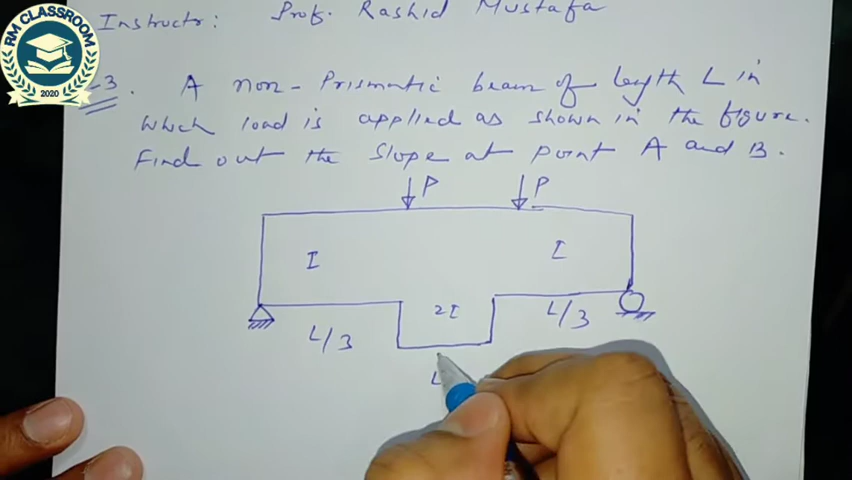 RM CLASSROOM
2020
Instructor: Prof. Rashid Mustafa
-3. A non-Prismatic beam of length L in
which load is applied as shown in the figure.
Find out the slope at point A and B.
P P
I I
2I
L/3 L/3
L